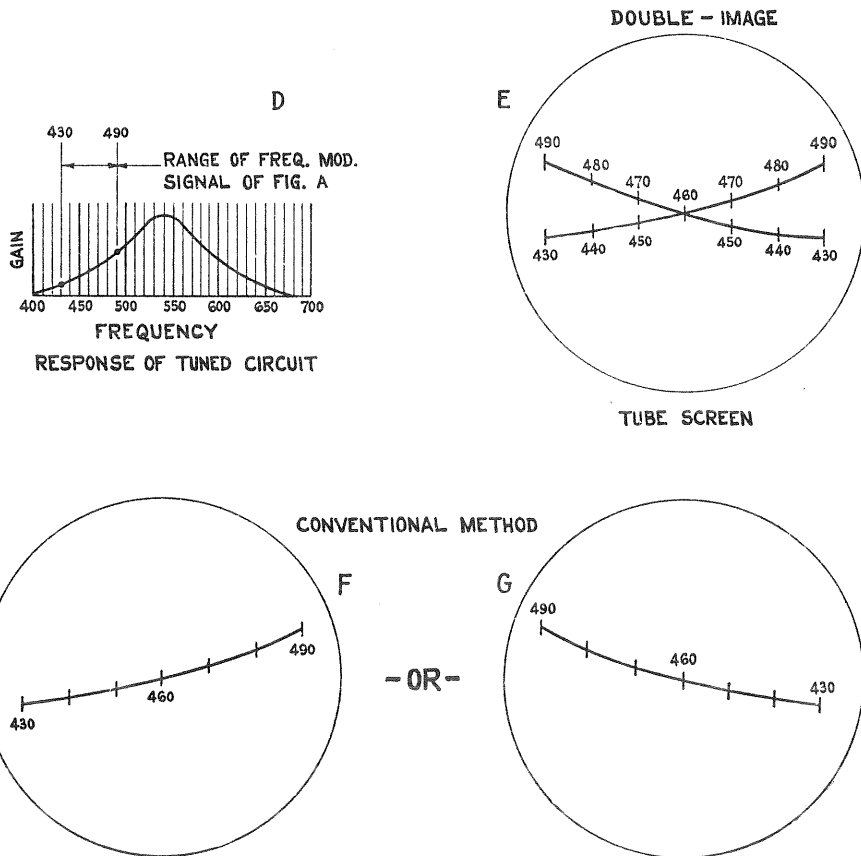 D
430 490
RANGE OF FREQ. MOD.
SIGNAL OF FIG. A
GAIN
400 450 500 550 600 650 700
FREQUENCY
RESPONSE OF TUNED CIRCUIT
DOUBLE - IMAGE
E
490 490
480 480
470 460 470
430 440 450 450 440 430
TUBE SCREEN
CONVENTIONAL METHOD
F
490
460
430
-OR-
G
490
460
430